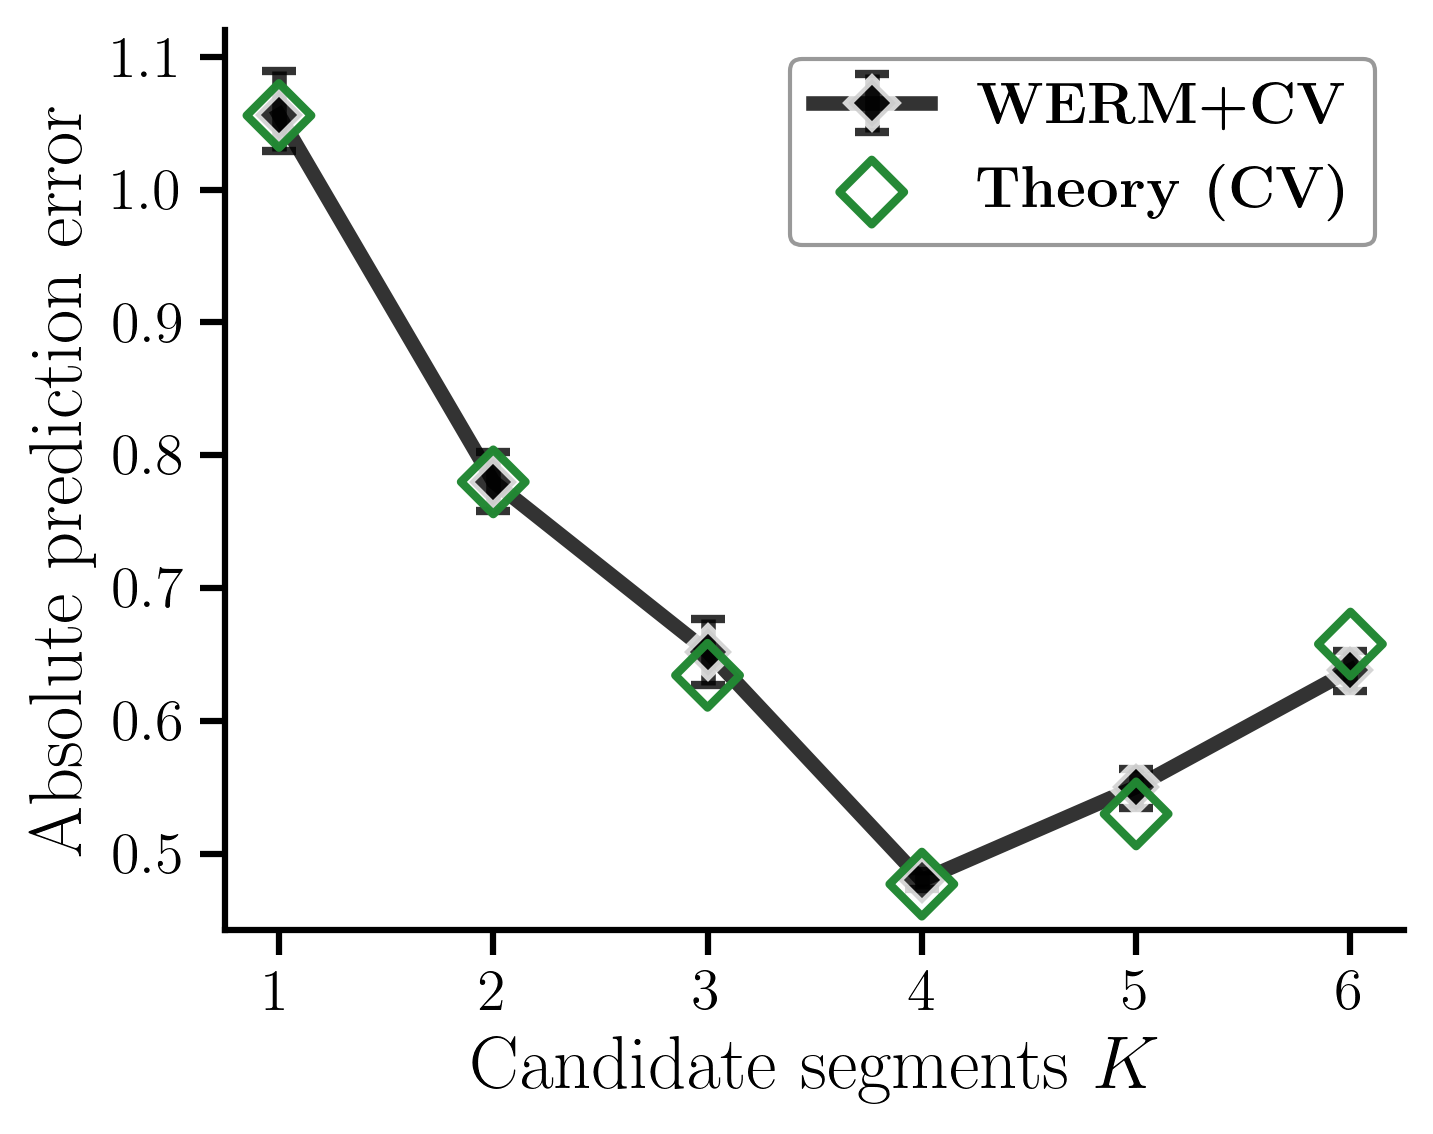 1.1
1.0
0.9
0.8
0.7
0.6
0.5
Absolute prediction error
WERM+CV
Theory (CV)
1 2 3 4 5 6
Candidate segments K